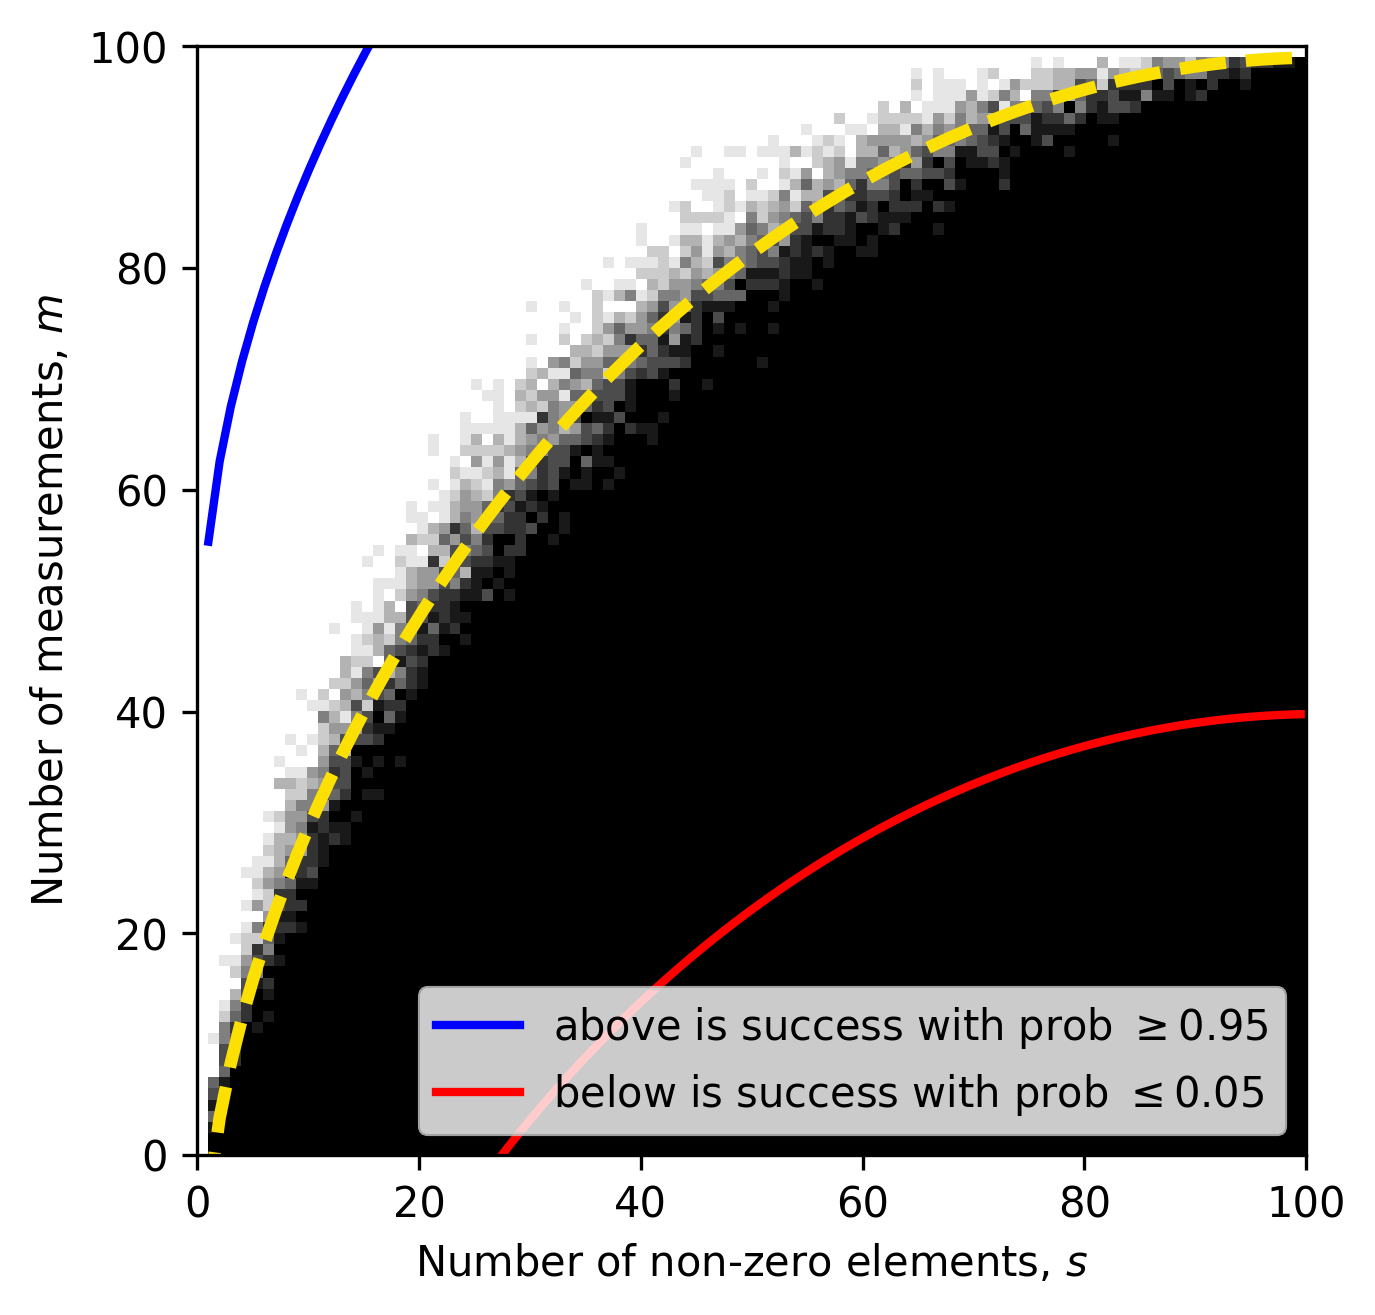 100
80
60
40
20
0
Number of measurements, m
above is success with prob ≥0.95
below is success with prob ≤0.05
0 20 40 60 80 100
Number of non-zero elements, s